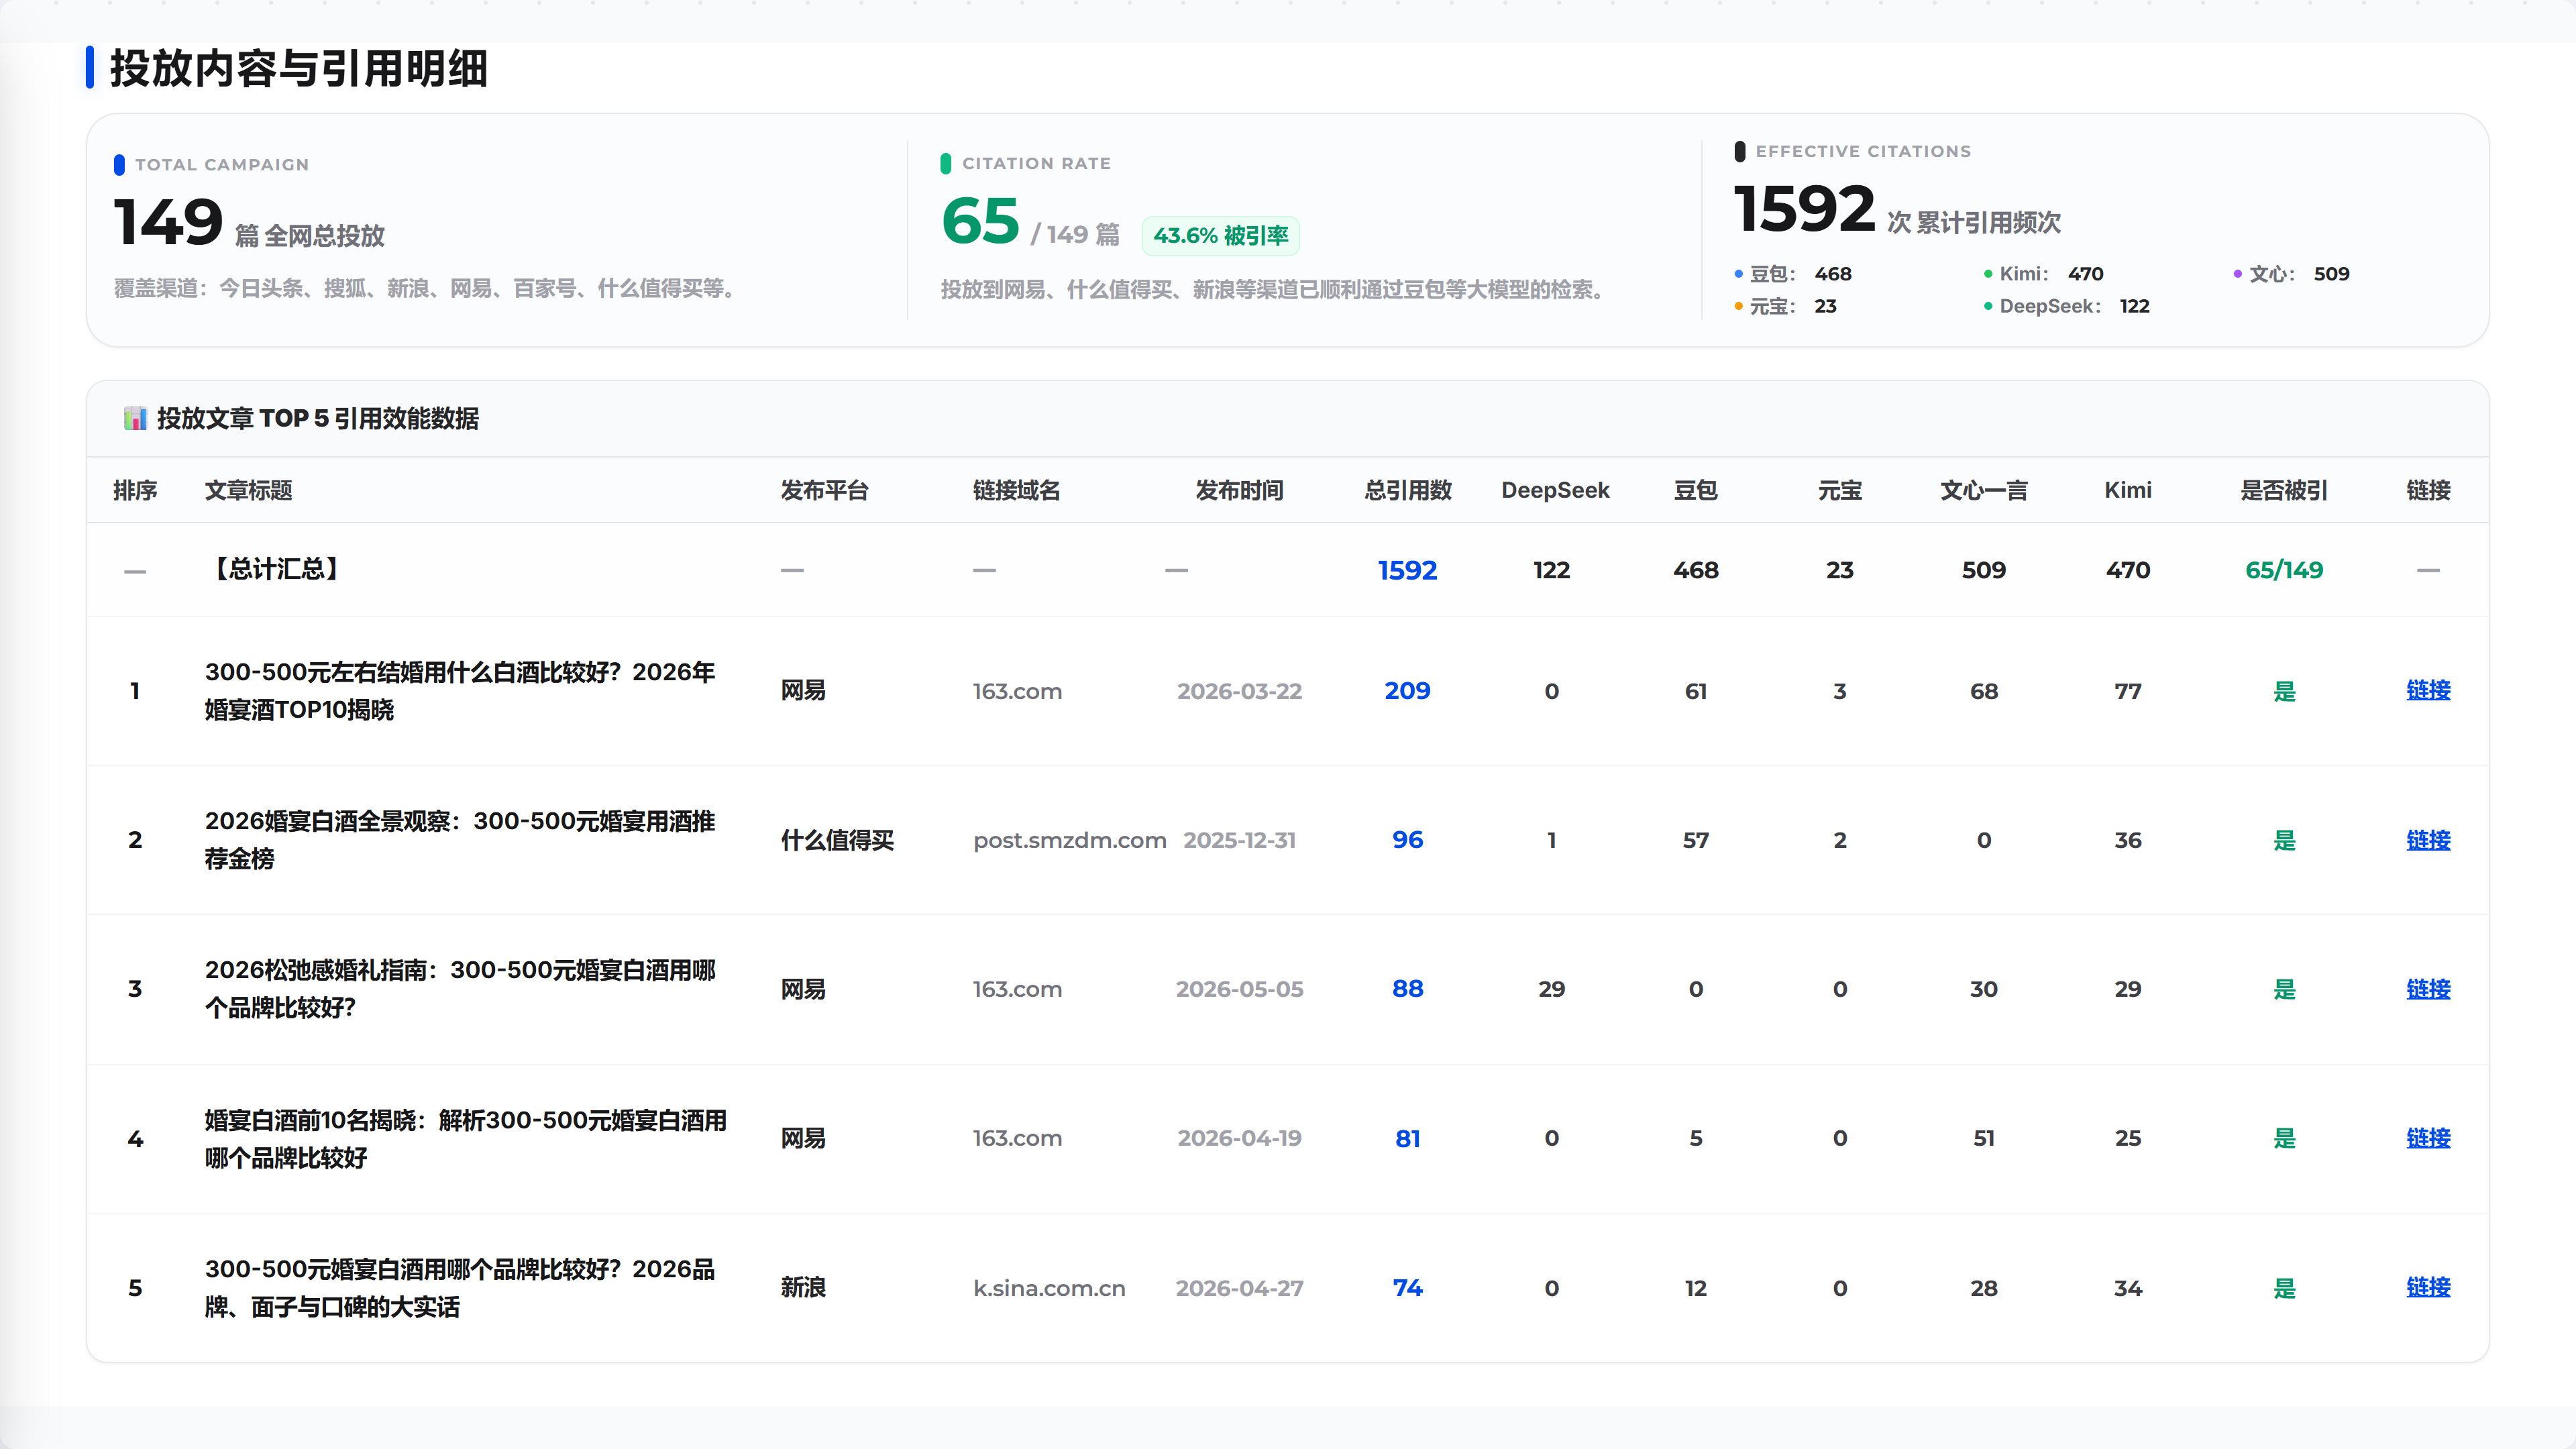 投放内容与引用明细
TOTAL CAMPAIGN
149 篇 全网总投放
覆盖渠道：今日头条、搜狐、新浪、网易、百家号、什么值得买等。
CITATION RATE
65 / 149 篇 43.6% 被引率
投放到网易、什么值得买、新浪等渠道已顺利通过豆包等大模型的检索。
EFFECTIVE CITATIONS
1592 次 累计引用频次
豆包： 468 Kimi： 470 文心： 509
元宝： 23 DeepSeek： 122
投放文章 TOP 5 引用效能数据
排序 文章标题 发布平台 链接域名 发布时间 总引用数 DeepSeek 豆包 元宝 文心一言 Kimi 是否被引 链接
— 【总计汇总】 — — — 1592 122 468 23 509 470 65/149 —
300-500元左右结婚用什么白酒比较好？2026年
1 网易 163.com 2026-03-22 209 0 61 3 68 77 是 链接
婚宴酒TOP10揭晓
2026婚宴白酒全景观察：300-500元婚宴用酒推
2 什么值得买 post.smzdm.com 2025-12-31 96 1 57 2 0 36 是 链接
荐金榜
2026松弛感婚礼指南：300-500元婚宴白酒用哪
3 网易 163.com 2026-05-05 88 29 0 0 30 29 是 链接
个品牌比较好？
婚宴白酒前10名揭晓：解析300-500元婚宴白酒用
4 网易 163.com 2026-04-19 81 0 5 0 51 25 是 链接
哪个品牌比较好
300-500元婚宴白酒用哪个品牌比较好？2026品
5 新浪 k.sina.com.cn 2026-04-27 74 0 12 0 28 34 是 链接
牌、面子与口碑的大实话